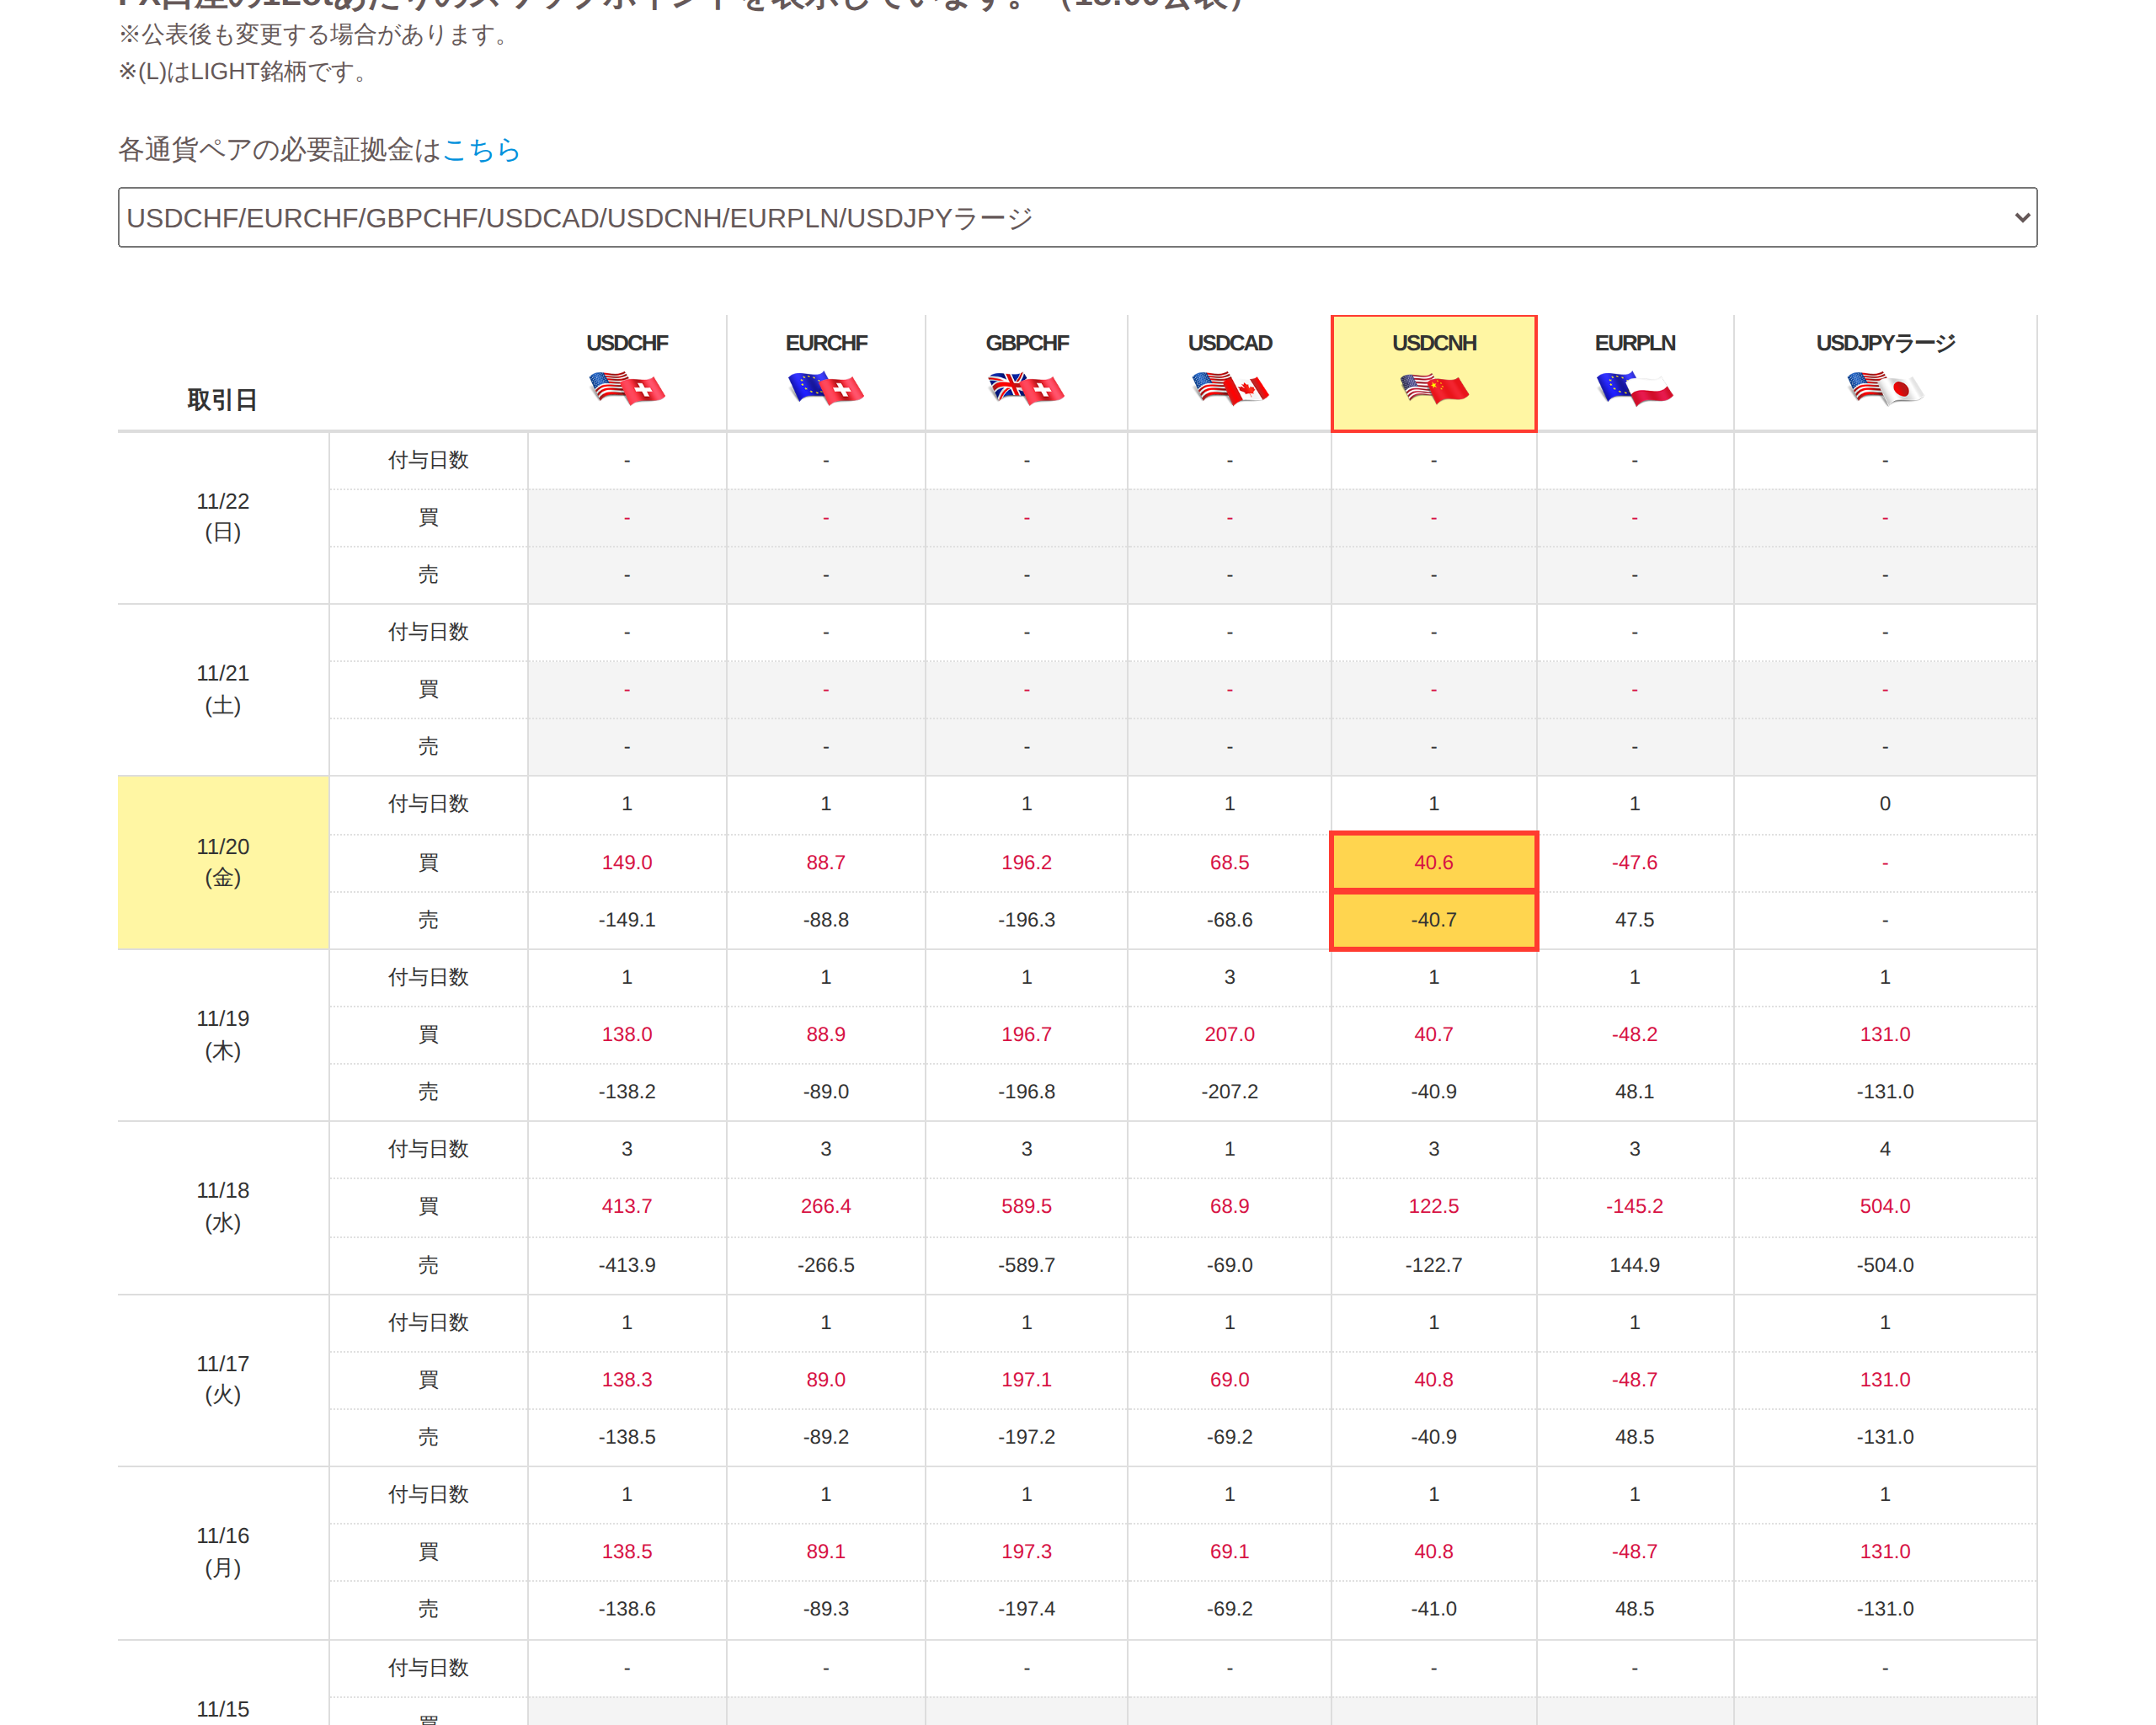 ※公表後も変更する場合があります。
※(L)はLIGHT銘柄です。
各通貨ペアの必要証拠金はこちら
USDCHF/EURCHF/GBPCHF/USDCAD/USDCNH/EURPLN/USDJPYラージ
取引日 USDCHF EURCHF GBPCHF USDCAD USDCNH EURPLN USDJPYラージ
11/22
(日)
付与日数 - - - - - - -
買 - - - - - - -
売 - - - - - - -
11/21
(土)
付与日数 - - - - - - -
買 - - - - - - -
売 - - - - - - -
11/20
(金)
付与日数 1 1 1 1 1 1 0
買 149.0 88.7 196.2 68.5 40.6 -47.6 -
売 -149.1 -88.8 -196.3 -68.6 -40.7 47.5 -
11/19
(木)
付与日数 1 1 1 3 1 1 1
買 138.0 88.9 196.7 207.0 40.7 -48.2 131.0
売 -138.2 -89.0 -196.8 -207.2 -40.9 48.1 -131.0
11/18
(水)
付与日数 3 3 3 1 3 3 4
買 413.7 266.4 589.5 68.9 122.5 -145.2 504.0
売 -413.9 -266.5 -589.7 -69.0 -122.7 144.9 -504.0
11/17
(火)
付与日数 1 1 1 1 1 1 1
買 138.3 89.0 197.1 69.0 40.8 -48.7 131.0
売 -138.5 -89.2 -197.2 -69.2 -40.9 48.5 -131.0
11/16
(月)
付与日数 1 1 1 1 1 1 1
買 138.5 89.1 197.3 69.1 40.8 -48.7 131.0
売 -138.6 -89.3 -197.4 -69.2 -41.0 48.5 -131.0
11/15
付与日数 - - - - - - -
買